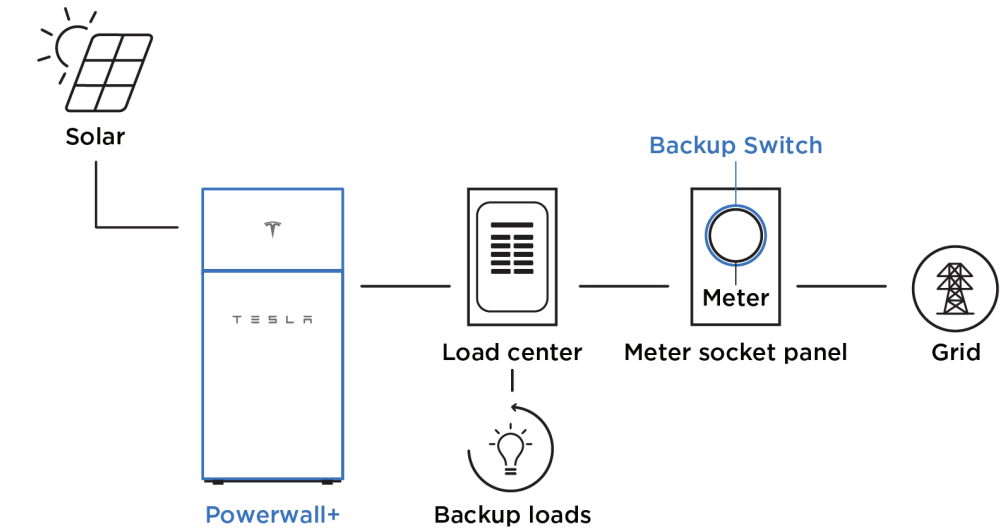 Solar
Backup Switch
TESLA
Meter
Load center
Meter socket panel
Grid
Powerwall+
Backup loads